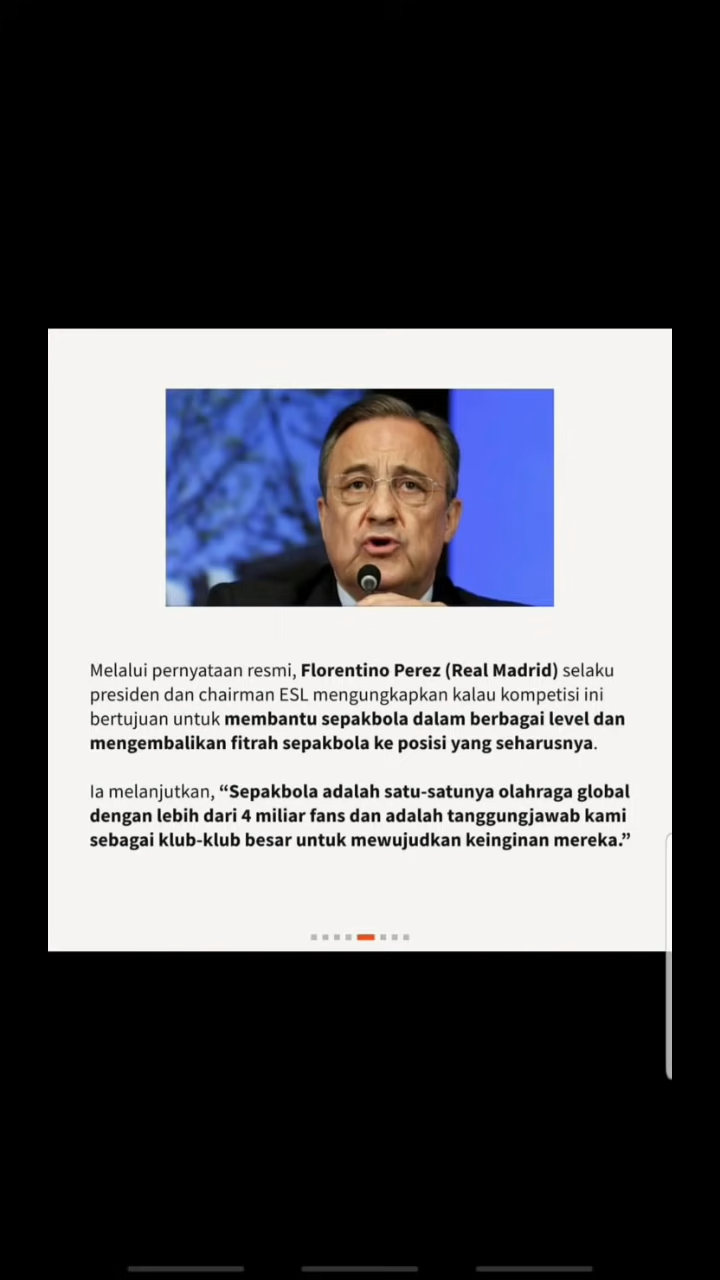 Melalui pernyataan resmi, Florentino Perez (Real Madrid) selaku
presiden dan chairman ESL mengungkapkan kalau kompetisi ini
bertujuan untuk membantu sepakbola dalam berbagai level dan
mengembalikan fitrah sepakbola ke posisi yang seharusnya.
Ia melanjutkan, “Sepakbola adalah satu-satunya olahraga global
dengan lebih dari 4 miliar fans dan adalah tanggungjawab kami
sebagai klub-klub besar untuk mewujudkan keinginan mereka.”